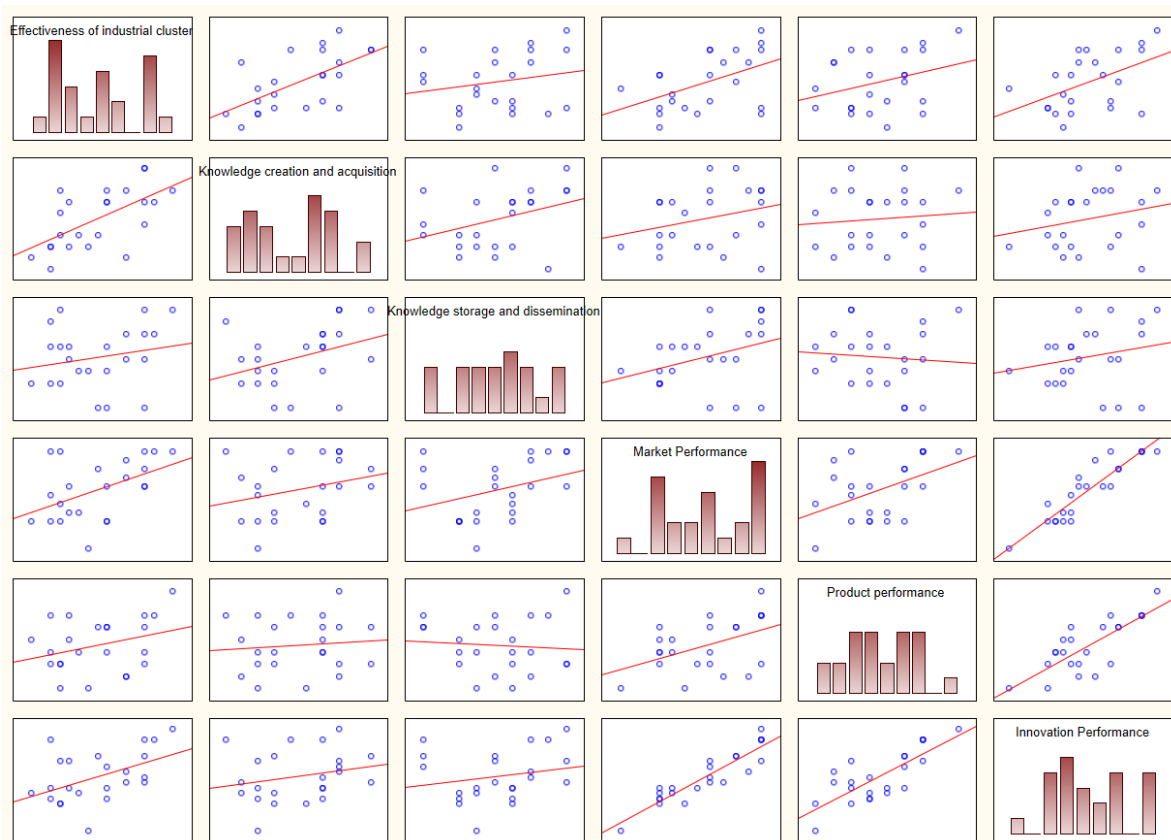 Effectiveness of industrial cluster
Knowledge creation and acquisition
Knowledge storage and dissemination
Market Performance
Product performance
Innovation Performance